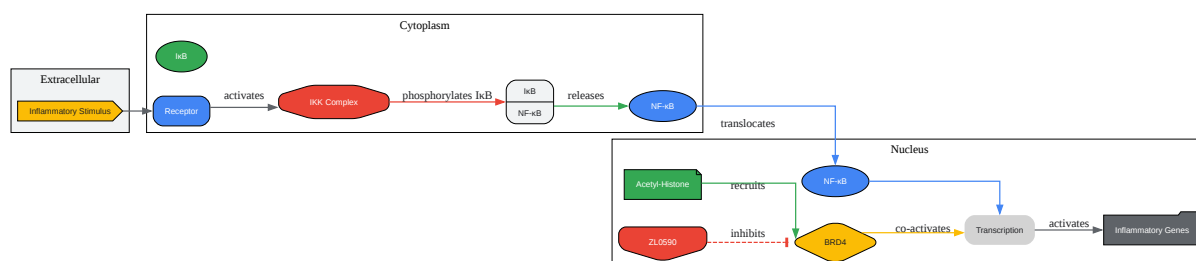 Cytoplasm
IκB
Extracellular
Inflammatory Stimulus
Receptor
activates
IKK Complex
phosphorylates IκB
IκB
NF-κB
releases
NF-κB
translocates
Nucleus
Acetyl-Histone
recruits
NF-κB
ZL0590
inhibits
BRD4
co-activates
Transcription
activates
Inflammatory Genes